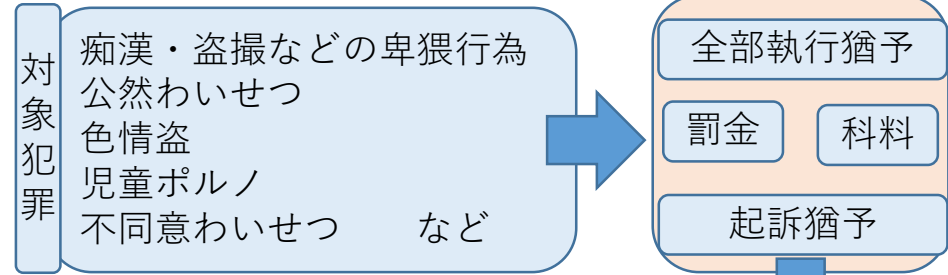 対象犯罪
痴漢・盗撮などの卑猥行為
公然わいせつ
色情盗
児童ポルノ
不同意わいせつ　　など
全部執行猶予
罰金
科料
起訴猶予